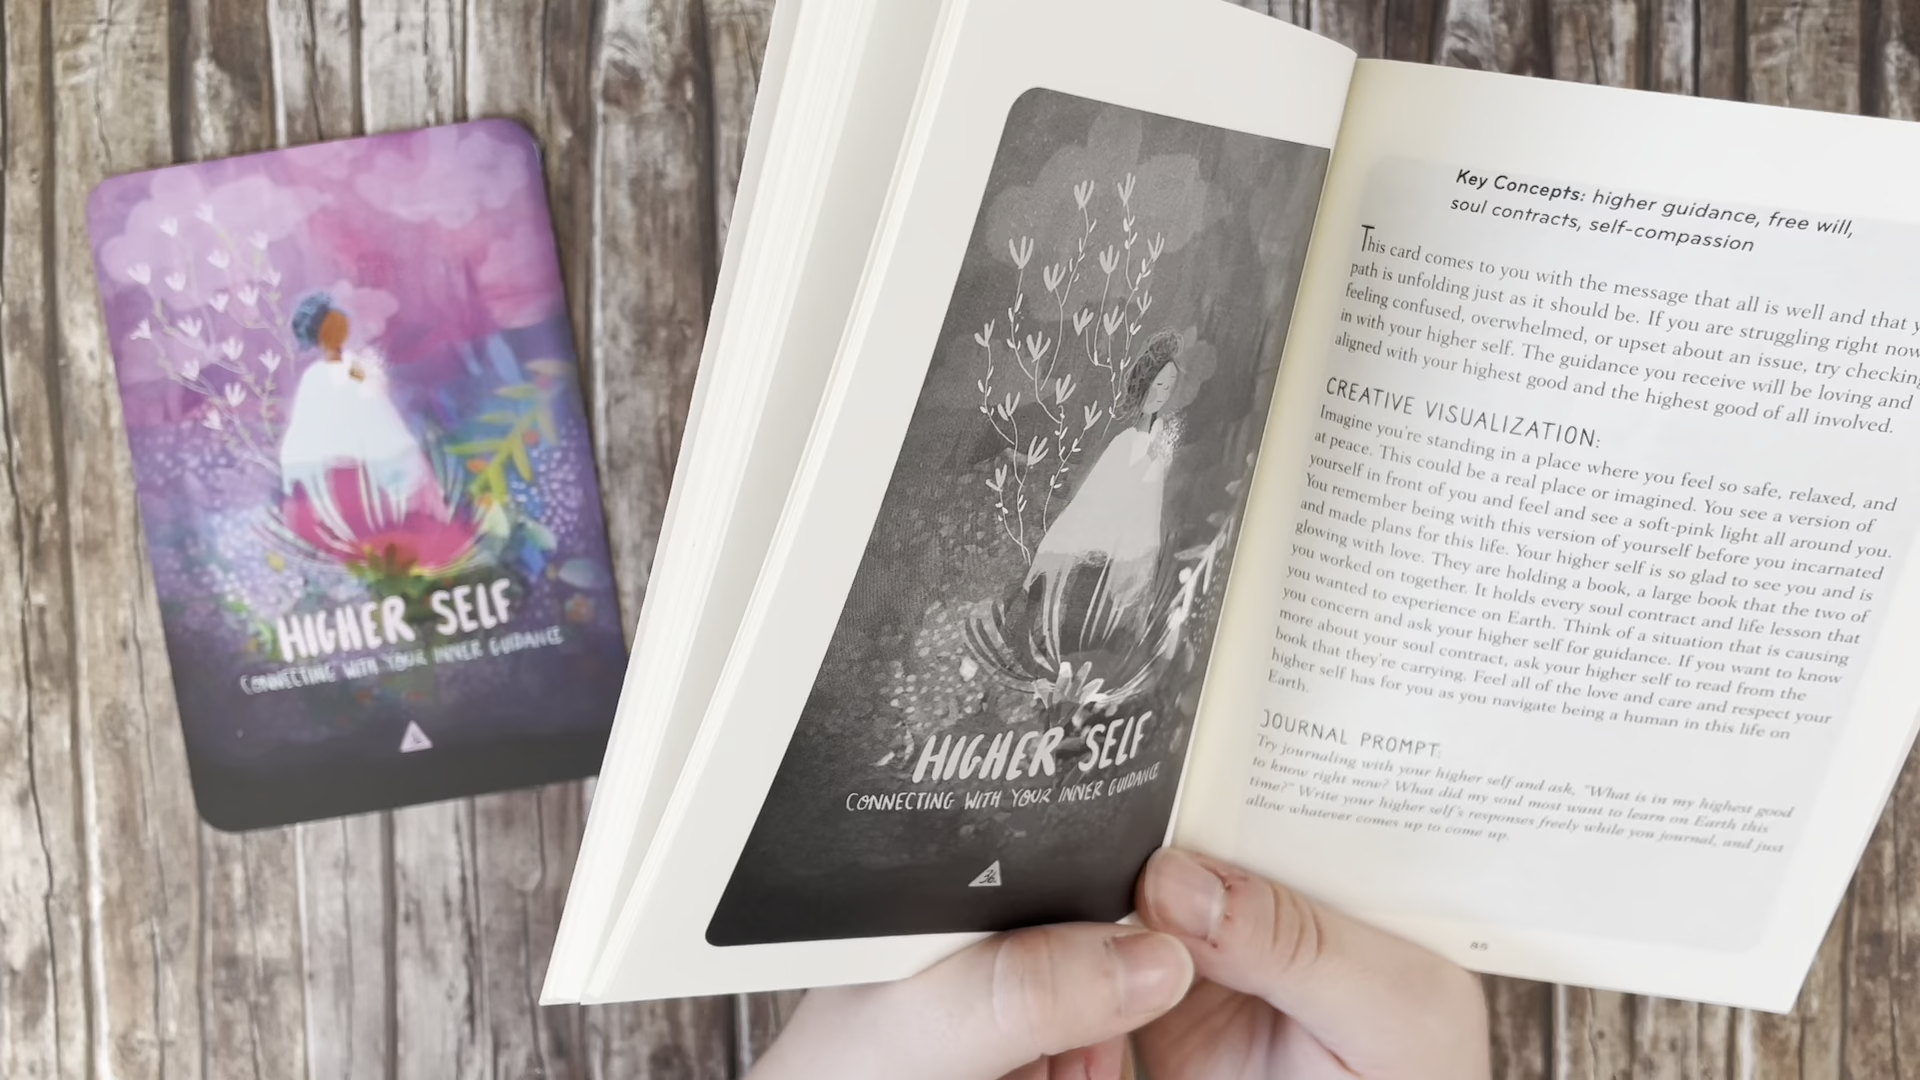 HIGHER SELF
CONNECTING WITH YOUR INNER GUIDANCE
HIGHER SELF
CONNECTING WITH YOUR INNER GUIDANCE
36
Key Concepts: higher guidance, free will,
soul contracts, self-compassion
This card comes to you with the message that all is well and that
path is unfolding just as it should be. If you are struggling right now
feeling confused, overwhelmed, or upset about an issue, try checking
in with your higher self. The guidance you receive will be loving and
aligned with your highest good and the highest good of all involved.
CREATIVE VISUALIZATION:
Imagine you're standing in a place where you feel so safe, relaxed, and
at peace. This could be a real place or imagined. You see a version of
yourself in front of you and feel and see a soft-pink light all around you.
You remember being with this version of yourself before you incarnated
and made plans for this life. Your higher self is so glad to see you and is
glowing with love. They are holding a book, a large book that the two of
you worked on together. It holds every soul contract and life lesson that
you wanted to experience on Earth. Think of a situation that is causing
you concern and ask your higher self for guidance. If you want to know
more about your soul contract, ask your higher self to read from the
book that they're carrying. Feel all of the love and care and respect your
higher self has for you as you navigate being a human in this life on
Earth.
JOURNAL PROMPT:
Try journaling with your higher self and ask, "What is in my highest good
to know right now? What did my soul most want to learn on Earth this
time?" Write your higher self's responses freely while you journal, and just
allow whatever comes up to come up.
85